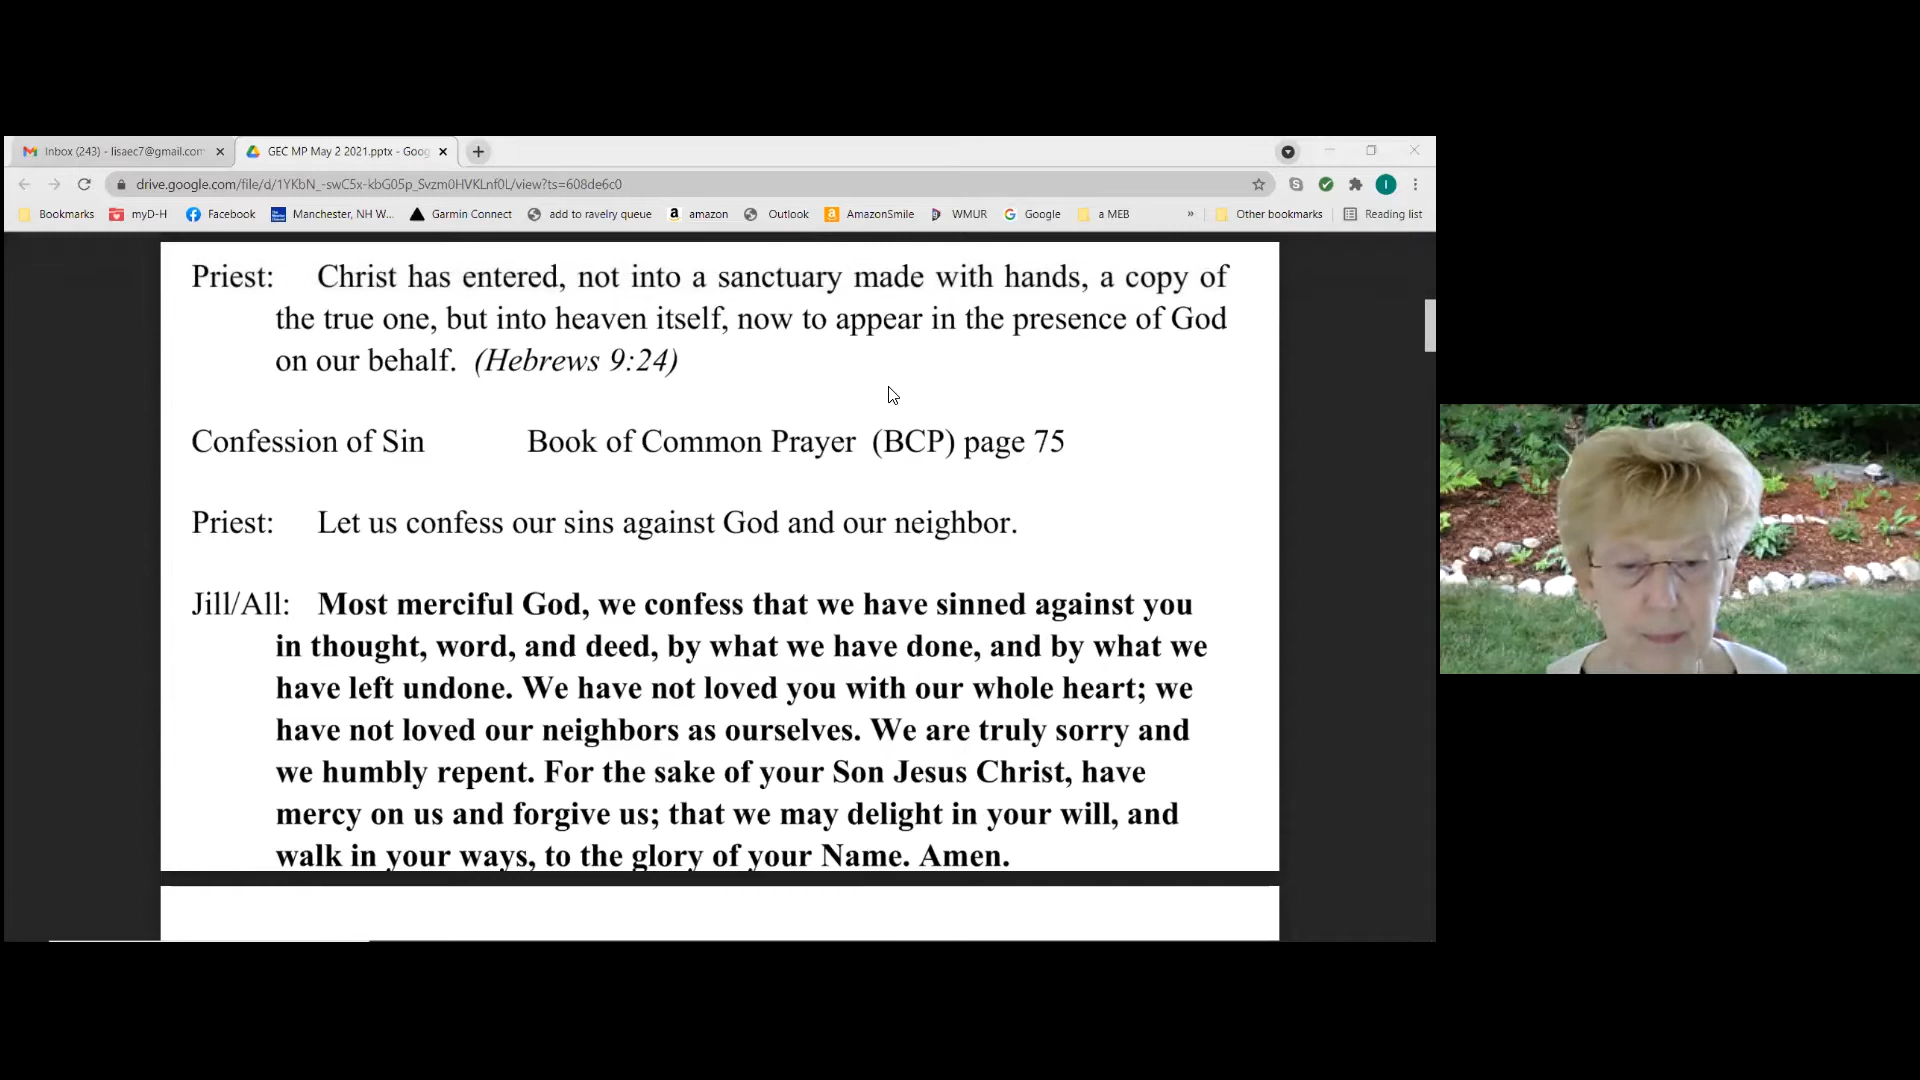 Inbox (243) - lisaec7@gmail.com
GEC MP May 2 2021.pptx - Goog
drive.google.com/file/d/1YKbN_-swC5x-kbG05p_Svzm0HVKLnf0L/view?ts=608de6c0
Bookmarks myD-H Facebook Manchester, NH W... Garmin Connect add to ravelry queue amazon Outlook AmazonSmile WMUR Google a MEB » Other bookmarks Reading list
Priest: Christ has entered, not into a sanctuary made with hands, a copy of
the true one, but into heaven itself, now to appear in the presence of God
on our behalf. (Hebrews 9:24)
Confession of Sin Book of Common Prayer (BCP) page 75
Priest: Let us confess our sins against God and our neighbor.
Jill/All: Most merciful God, we confess that we have sinned against you
in thought, word, and deed, by what we have done, and by what we
have left undone. We have not loved you with our whole heart; we
have not loved our neighbors as ourselves. We are truly sorry and
we humbly repent. For the sake of your Son Jesus Christ, have
mercy on us and forgive us; that we may delight in your will, and
walk in your ways, to the glory of your Name. Amen.